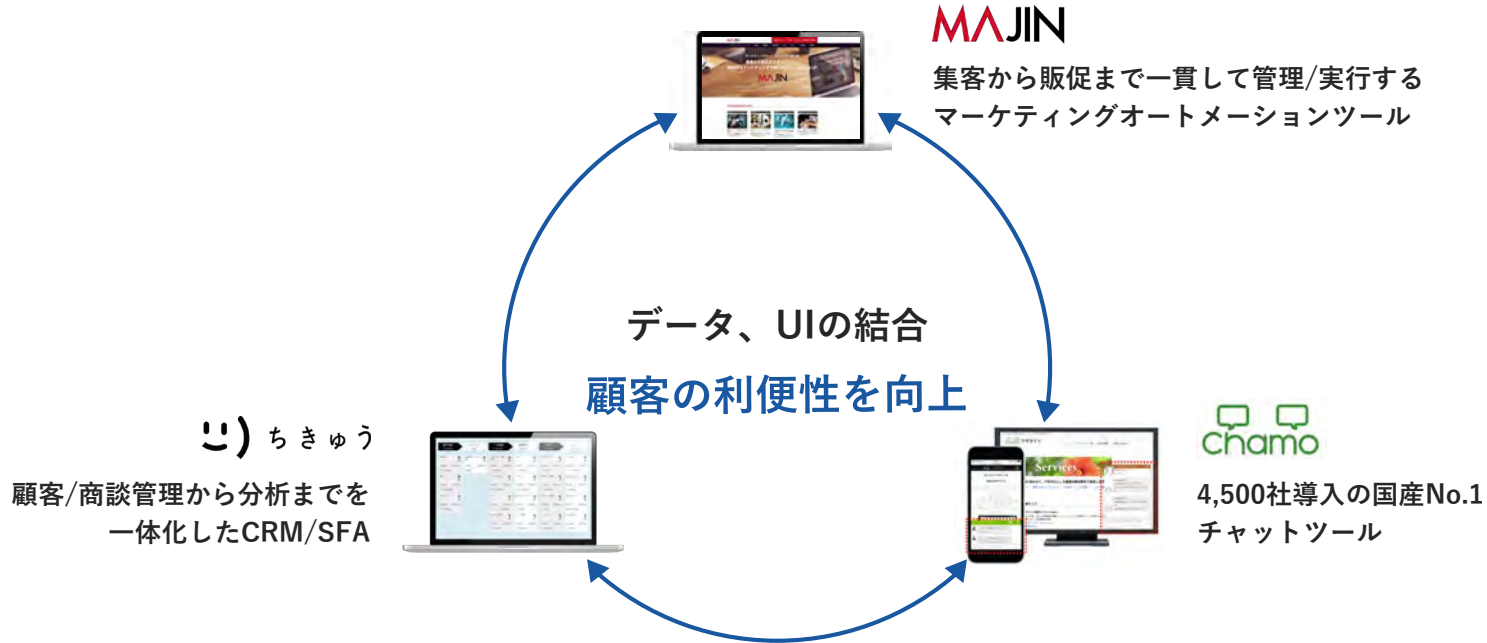 MAJIN
集客から販促まで一貫して管理/実行する
マーケティングオートメーションツール
MAJIN
データ、UIの結合
顧客の利便性を向上
ちきゅう
顧客/商談管理から分析までを
一体化したCRM/SFA
Services
Chamo
4,500社導入の国産No.1
チャットツール